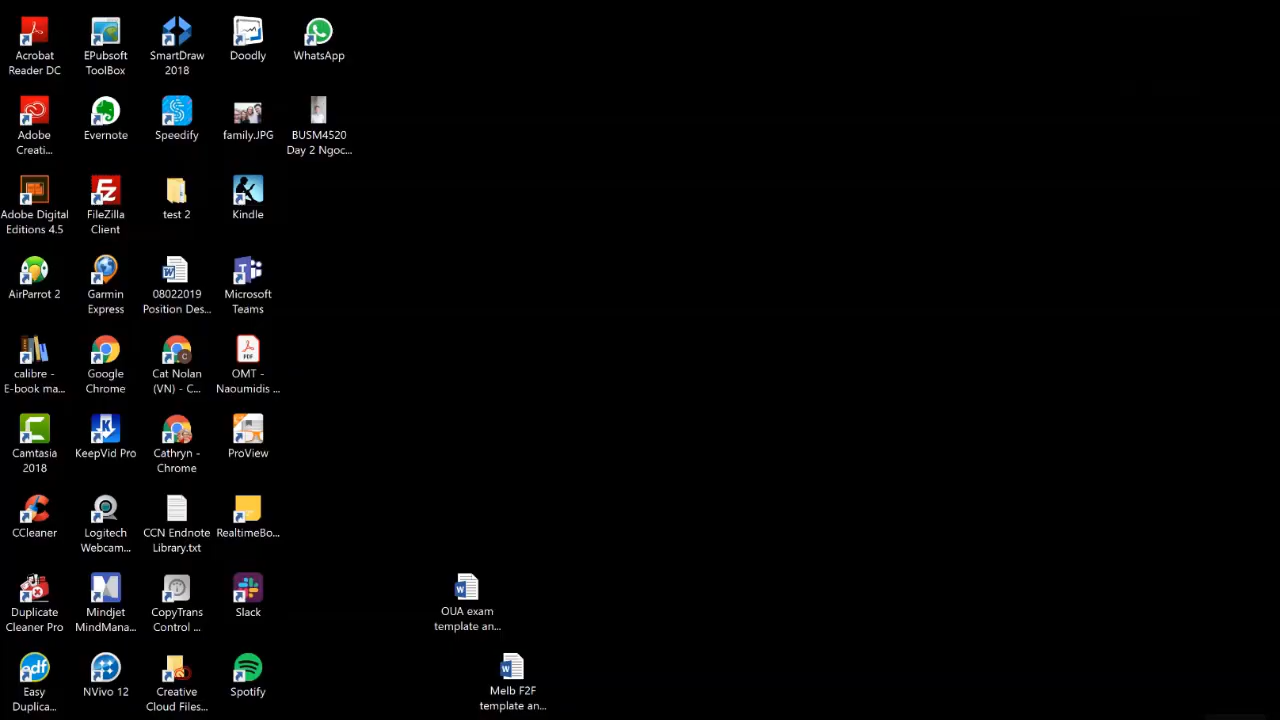 Acrobat
Reader DC
EPubsoft
ToolBox
SmartDraw
2018
Doodly
WhatsApp
Adobe
Creati...
Evernote
Speedify
family.JPG
BUSM4520
Day 2 Ngoc...
Adobe Digital
Editions 4.5
FileZilla
Client
test 2
Kindle
AirParrot 2
Garmin
Express
08022019
Position Des...
Microsoft
Teams
calibre -
E-book ma...
Google
Chrome
Cat Nolan
(VN) - C...
OMT -
Naoumidis ...
Camtasia
2018
KeepVid Pro
Cathryn -
Chrome
ProView
CCleaner
Logitech
Webcam...
CCN Endnote
Library.txt
RealtimeBo...
Duplicate
Cleaner Pro
Mindjet
MindMana...
CopyTrans
Control ...
Slack
OUA exam
template an...
Easy
Duplica...
NVivo 12
Creative
Cloud Files...
Spotify
Melb F2F
template an...